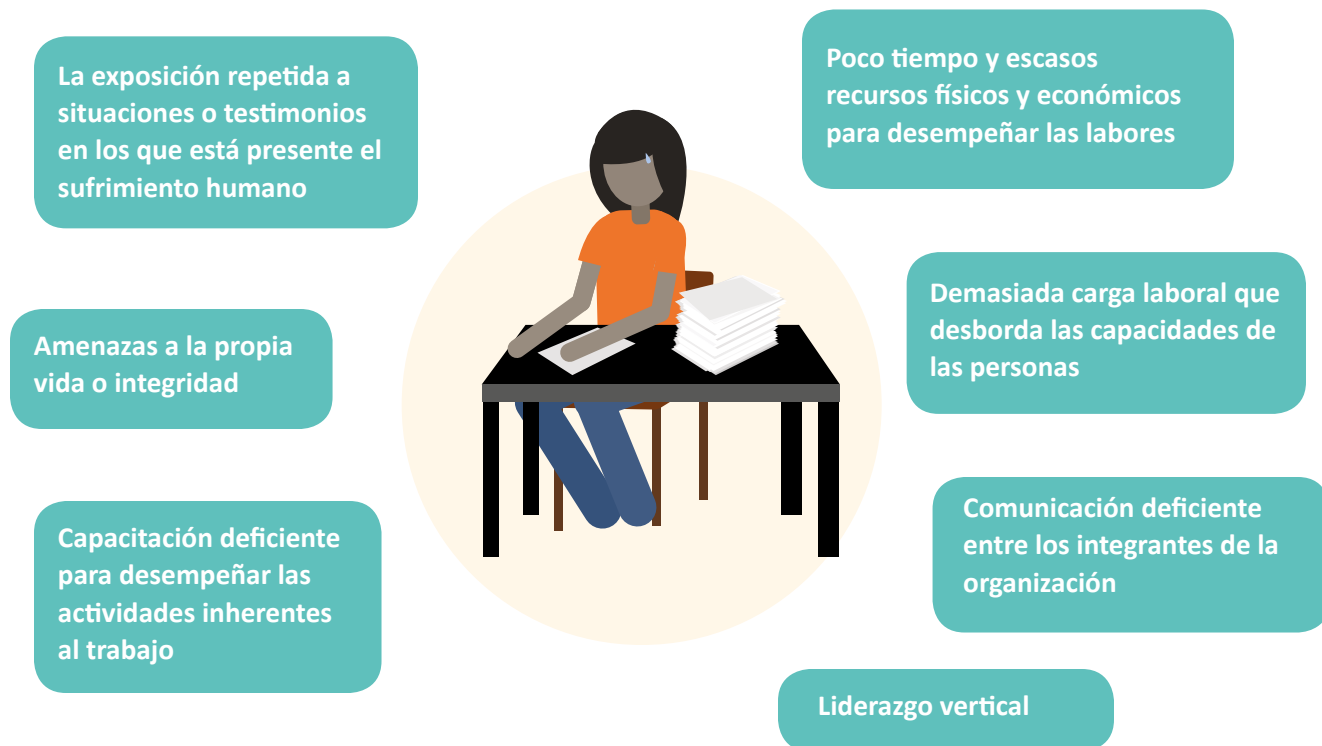 La exposición repetida a
situaciones o testimonios
en los que está presente el
sufrimiento humano
Poco tiempo y escasos
recursos físicos y económicos
para desempeñar las labores
Amenazas a la propia
vida o integridad
Demasiada carga laboral que
desborda las capacidades de
las personas
Capacitación deficiente
para desempeñar las
actividades inherentes
al trabajo
Comunicación deficiente
entre los integrantes de la
organización
Liderazgo vertical